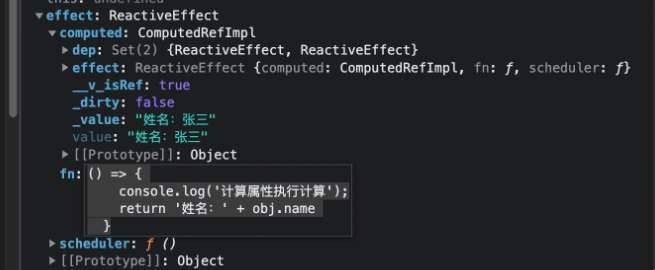 this: undefined
effect: ReactiveEffect
computed: ComputedRefImpl
dep: Set(2) {ReactiveEffect, ReactiveEffect}
effect: ReactiveEffect {computed: ComputedRefImpl, fn: ƒ, scheduler: ƒ}
__v_isRef: true
_dirty: false
_value: "姓名：张三"
value: "姓名：张三"
[[Prototype]]: Object
fn: () => {
console.log('计算属性执行计算');
return '姓名：' + obj.name
}
scheduler: ƒ ()
[[Prototype]]: Object